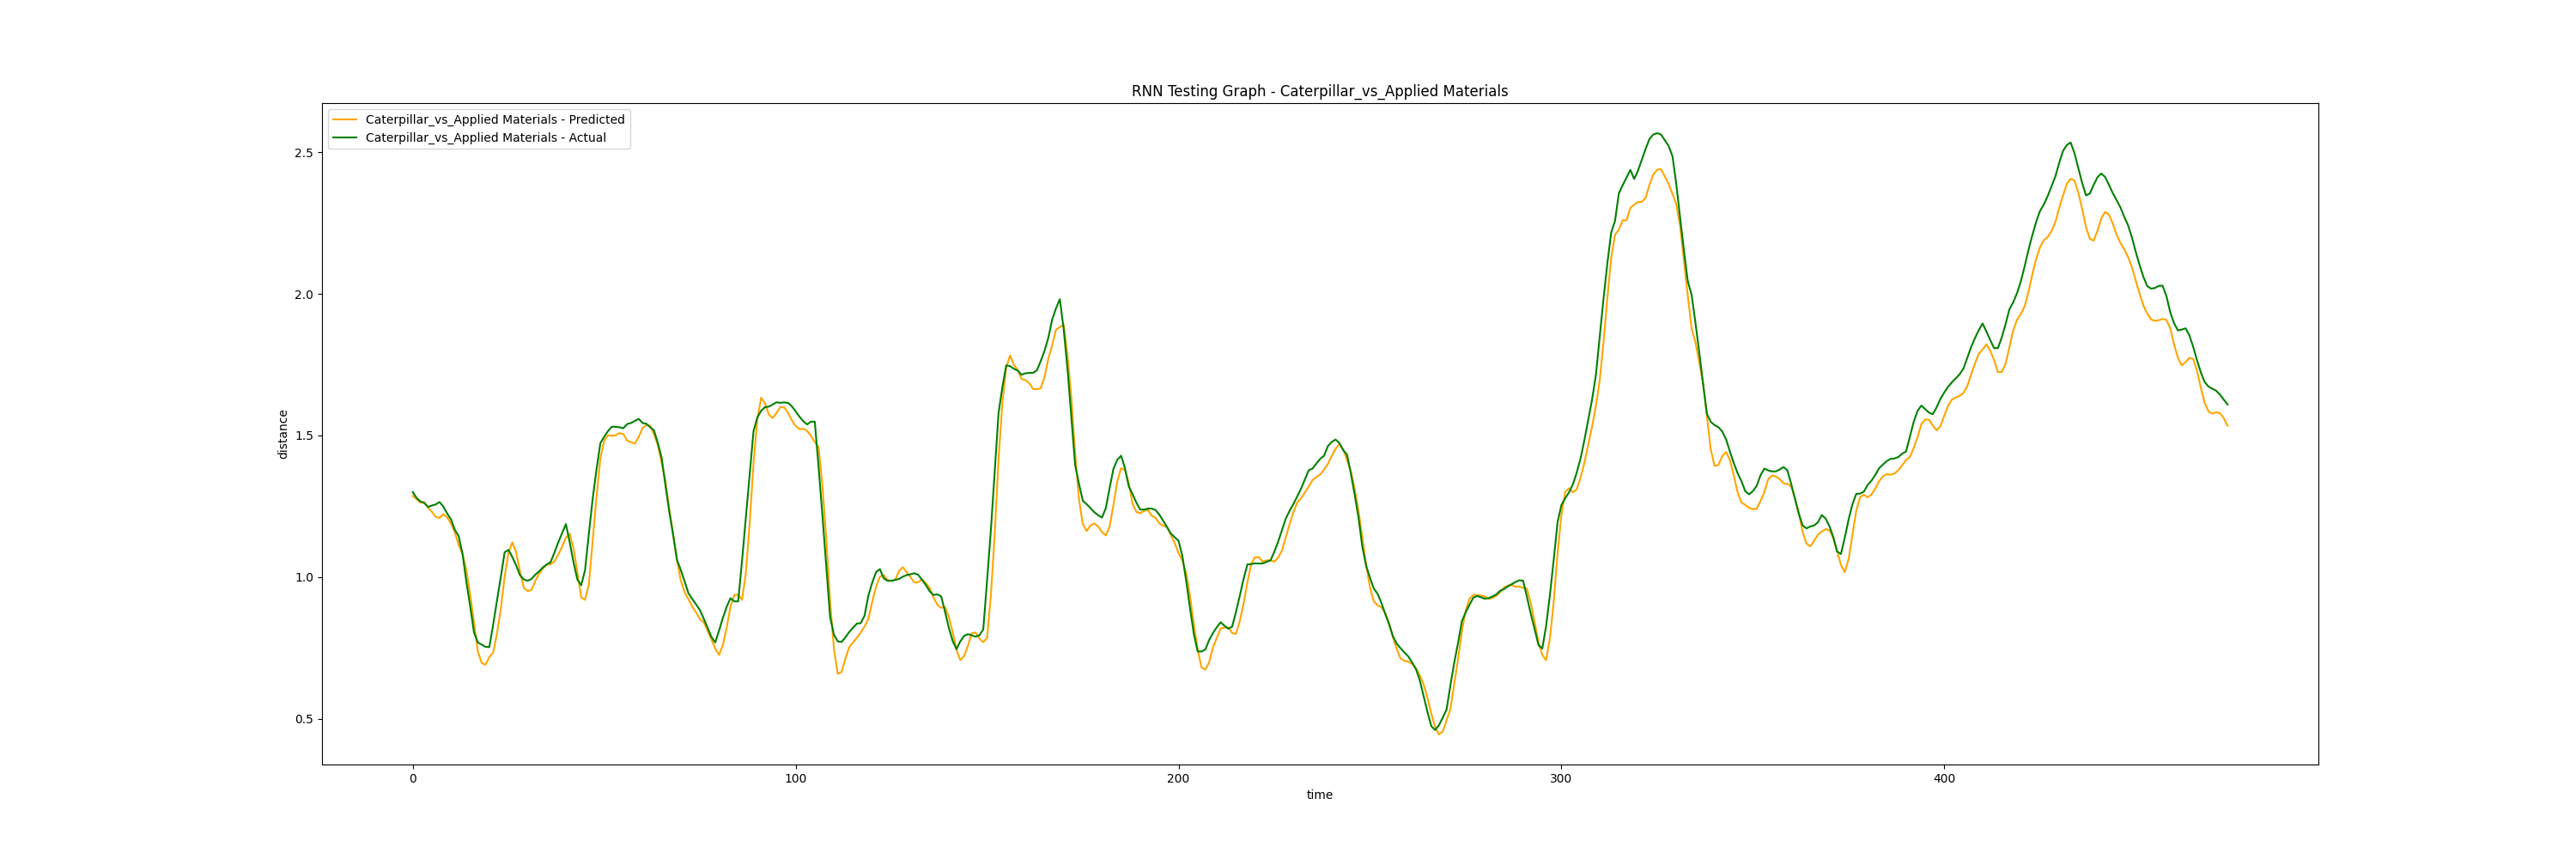 RNN Testing Graph - Caterpillar_vs_Applied Materials
Caterpillar_vs_Applied Materials - Predicted
Caterpillar_vs_Applied Materials - Actual
2.5
2.0
1.5
1.0
0.5
distance
0 100 200 300 400
time